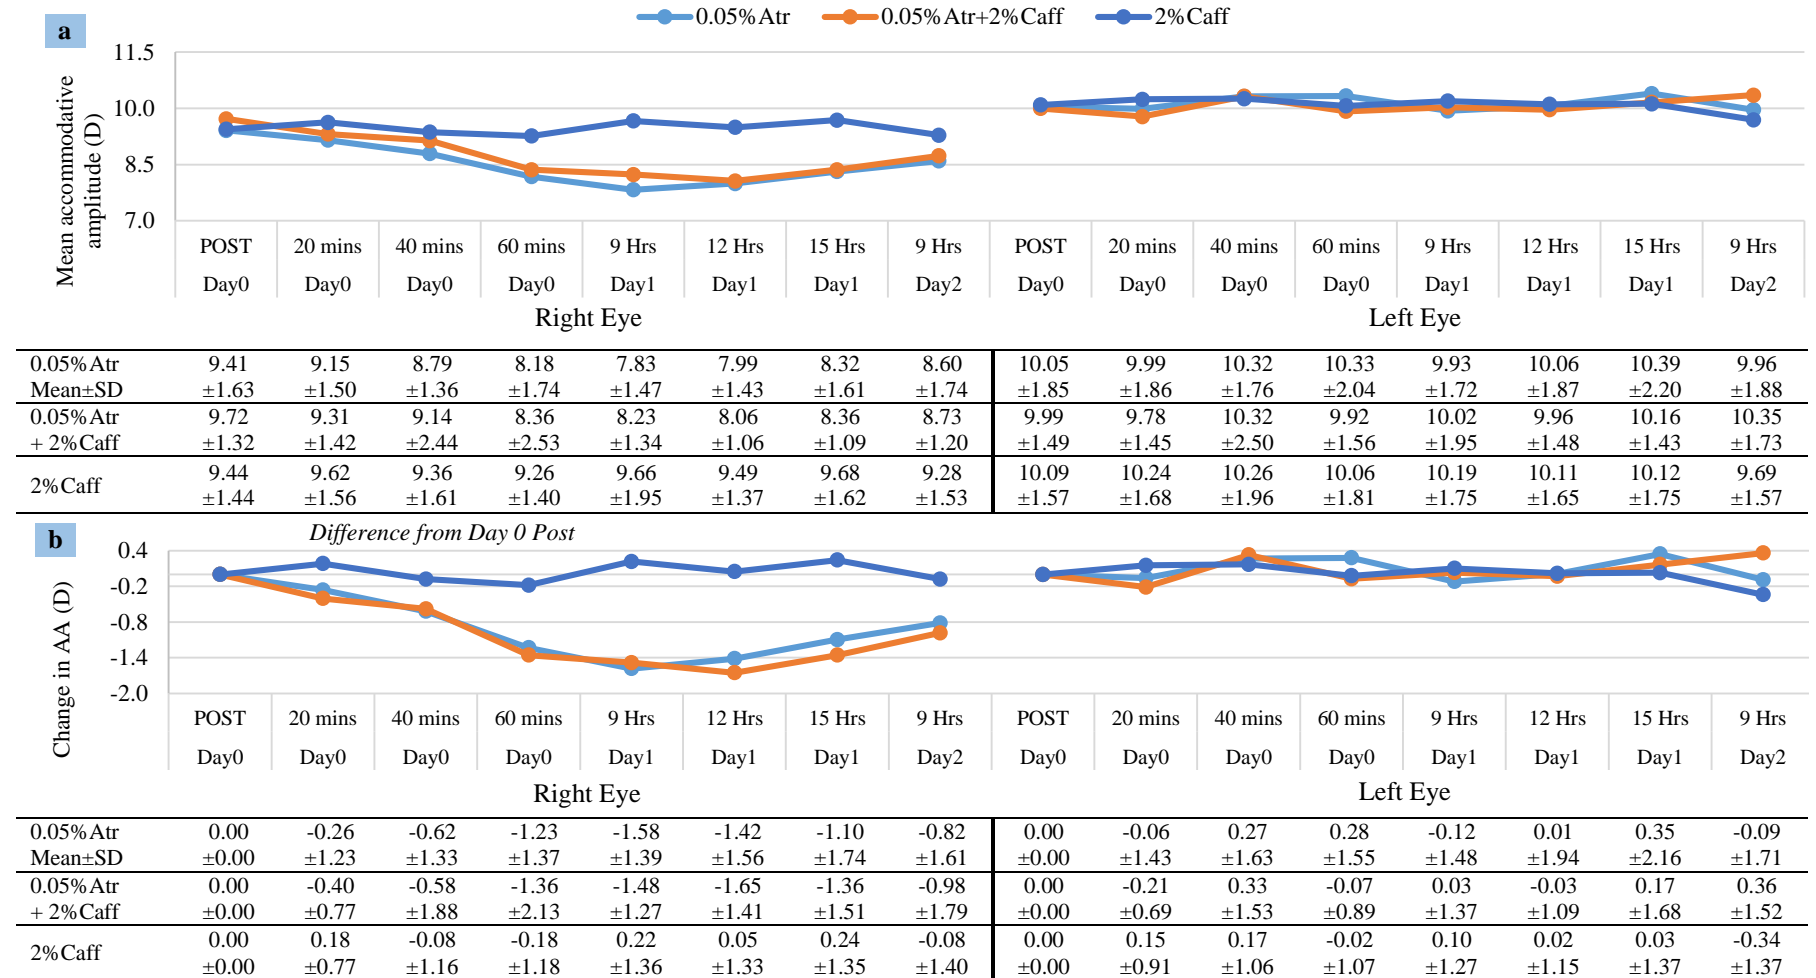 0.05%Atr 0.05%Atr+2%Caff 2%Caff
a
Mean accommodative
amplitude (D)
11.5
10.0
8.5
7.0
POST 20 mins 40 mins 60 mins 9 Hrs 12 Hrs 15 Hrs 9 Hrs POST 20 mins 40 mins 60 mins 9 Hrs 12 Hrs 15 Hrs 9 Hrs
Day0 Day0 Day0 Day0 Day1 Day1 Day1 Day2 Day0 Day0 Day0 Day0 Day1 Day1 Day1 Day2
Right Eye Left Eye
0.05%Atr 9.41 9.15 8.79 8.18 7.83 7.99 8.32 8.60 10.05 9.99 10.32 10.33 9.93 10.06 10.39 9.96
Mean±SD ±1.63 ±1.50 ±1.36 ±1.74 ±1.47 ±1.43 ±1.61 ±1.74 ±1.85 ±1.86 ±1.76 ±2.04 ±1.72 ±1.87 ±2.20 ±1.88
0.05%Atr 9.72 9.31 9.14 8.36 8.23 8.06 8.36 8.73 9.99 9.78 10.32 9.92 10.02 9.96 10.16 10.35
+ 2%Caff ±1.32 ±1.42 ±2.44 ±2.53 ±1.34 ±1.06 ±1.09 ±1.20 ±1.49 ±1.45 ±2.50 ±1.56 ±1.95 ±1.48 ±1.43 ±1.73
2%Caff 9.44 9.62 9.36 9.26 9.66 9.49 9.68 9.28 10.09 10.24 10.26 10.06 10.19 10.11 10.12 9.69
±1.44 ±1.56 ±1.61 ±1.40 ±1.95 ±1.37 ±1.62 ±1.53 ±1.57 ±1.68 ±1.96 ±1.81 ±1.75 ±1.65 ±1.75 ±1.57
b
Difference from Day 0 Post
Change in AA (D)
0.4
-0.2
-0.8
-1.4
-2.0
POST 20 mins 40 mins 60 mins 9 Hrs 12 Hrs 15 Hrs 9 Hrs POST 20 mins 40 mins 60 mins 9 Hrs 12 Hrs 15 Hrs 9 Hrs
Day0 Day0 Day0 Day0 Day1 Day1 Day1 Day2 Day0 Day0 Day0 Day0 Day1 Day1 Day1 Day2
Right Eye Left Eye
0.05%Atr 0.00 -0.26 -0.62 -1.23 -1.58 -1.42 -1.10 -0.82 0.00 -0.06 0.27 0.28 -0.12 0.01 0.35 -0.09
Mean±SD ±0.00 ±1.23 ±1.33 ±1.37 ±1.39 ±1.56 ±1.74 ±1.61 ±0.00 ±1.43 ±1.63 ±1.55 ±1.48 ±1.94 ±2.16 ±1.71
0.05%Atr 0.00 -0.40 -0.58 -1.36 -1.48 -1.65 -1.36 -0.98 0.00 -0.21 0.33 -0.07 0.03 -0.03 0.17 0.36
+ 2%Caff ±0.00 ±0.77 ±1.88 ±2.13 ±1.27 ±1.41 ±1.51 ±1.79 ±0.00 ±0.69 ±1.53 ±0.89 ±1.37 ±1.09 ±1.68 ±1.52
2%Caff 0.00 0.18 -0.08 -0.18 0.22 0.05 0.24 -0.08 0.00 0.15 0.17 -0.02 0.10 0.02 0.03 -0.34
±0.00 ±0.77 ±1.16 ±1.18 ±1.36 ±1.33 ±1.35 ±1.40 ±0.00 ±0.91 ±1.06 ±1.07 ±1.27 ±1.15 ±1.37 ±1.37